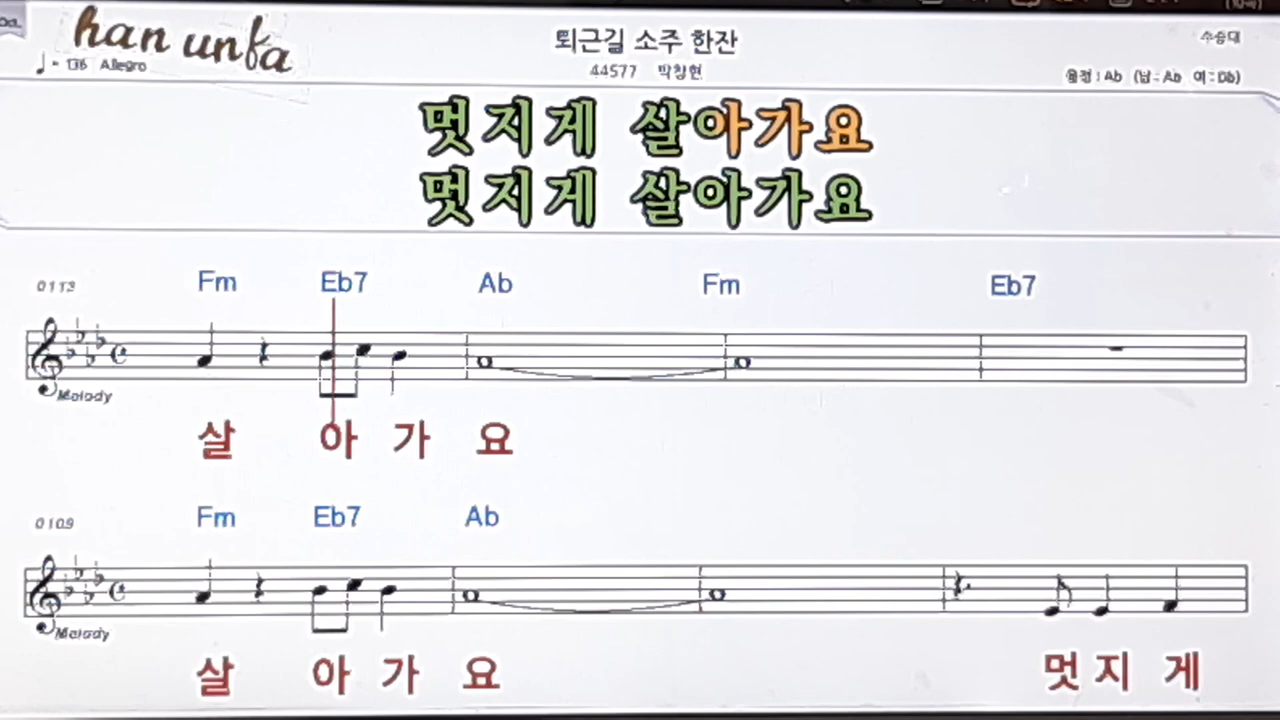 han unfa
퇴근길 소주 한잔
수승대
♩= 136 Allegro
44577 박창현
음정 : Ab (남 - Ab 여 - Db)
멋지게 살아가요
멋지게 살아가요
0113 Fm Eb7 Ab Fm Eb7
Melody
살 아 가 요
0109 Fm Eb7 Ab
Melody
살 아 가 요 멋 지 게